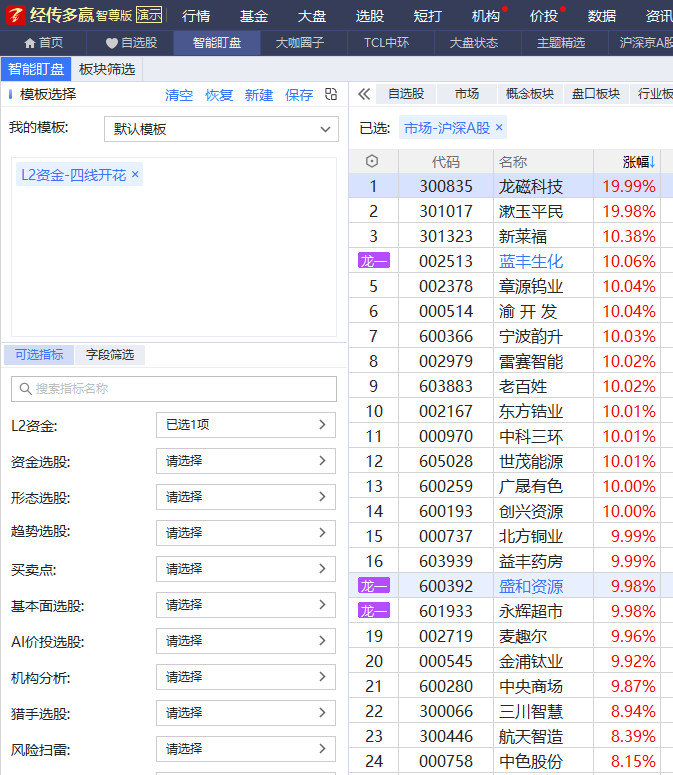 经传多赢 智尊版 演示 行情 基金 大盘 选股 短打 机构 价投 数据 资讯
首页 自选股 智能盯盘 大咖圈子 TCL中环 大盘状态 主题精选 沪深京A股
智能盯盘 板块筛选
模板选择 清空 恢复 新建 保存
我的模板: 默认模板
L2资金-四线开花 ×
可选指标 字段筛选
搜索指标名称
L2资金: 已选1项
资金选股: 请选择
形态选股: 请选择
趋势选股: 请选择
买卖点: 请选择
基本面选股: 请选择
AI价投选股: 请选择
机构分析: 请选择
猎手选股: 请选择
风险扫雷: 请选择
自选股 市场 概念板块 盘口板块 行业板
已选: 市场-沪深A股 ×
代码 名称 涨幅↓
1 300835 龙磁科技 19.99%
2 301017 漱玉平民 19.98%
3 301323 新莱福 10.38%
龙一 002513 蓝丰生化 10.06%
5 002378 章源钨业 10.04%
6 000514 渝 开 发 10.04%
7 600366 宁波韵升 10.03%
8 002979 雷赛智能 10.02%
9 603883 老百姓 10.02%
10 002167 东方锆业 10.01%
11 000970 中科三环 10.01%
12 605028 世茂能源 10.01%
13 600259 广晟有色 10.00%
14 600193 创兴资源 10.00%
15 000737 北方铜业 9.99%
16 603939 益丰药房 9.99%
龙一 600392 盛和资源 9.98%
龙一 601933 永辉超市 9.98%
19 002719 麦趣尔 9.96%
20 000545 金浦钛业 9.92%
21 600280 中央商场 9.87%
22 300066 三川智慧 8.94%
23 300446 航天智造 8.39%
24 000758 中色股份 8.15%